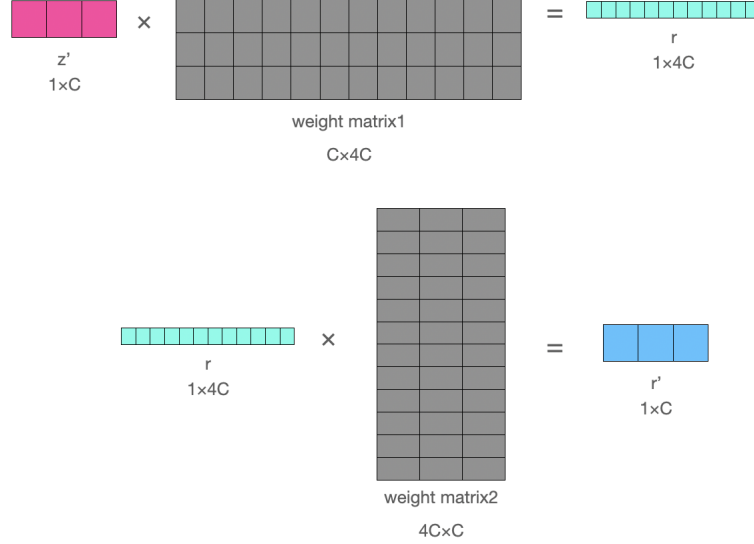 × =
z’
1×C
r
1×4C
weight matrix1
C×4C
× =
r
1×4C
r’
1×C
weight matrix2
4C×C